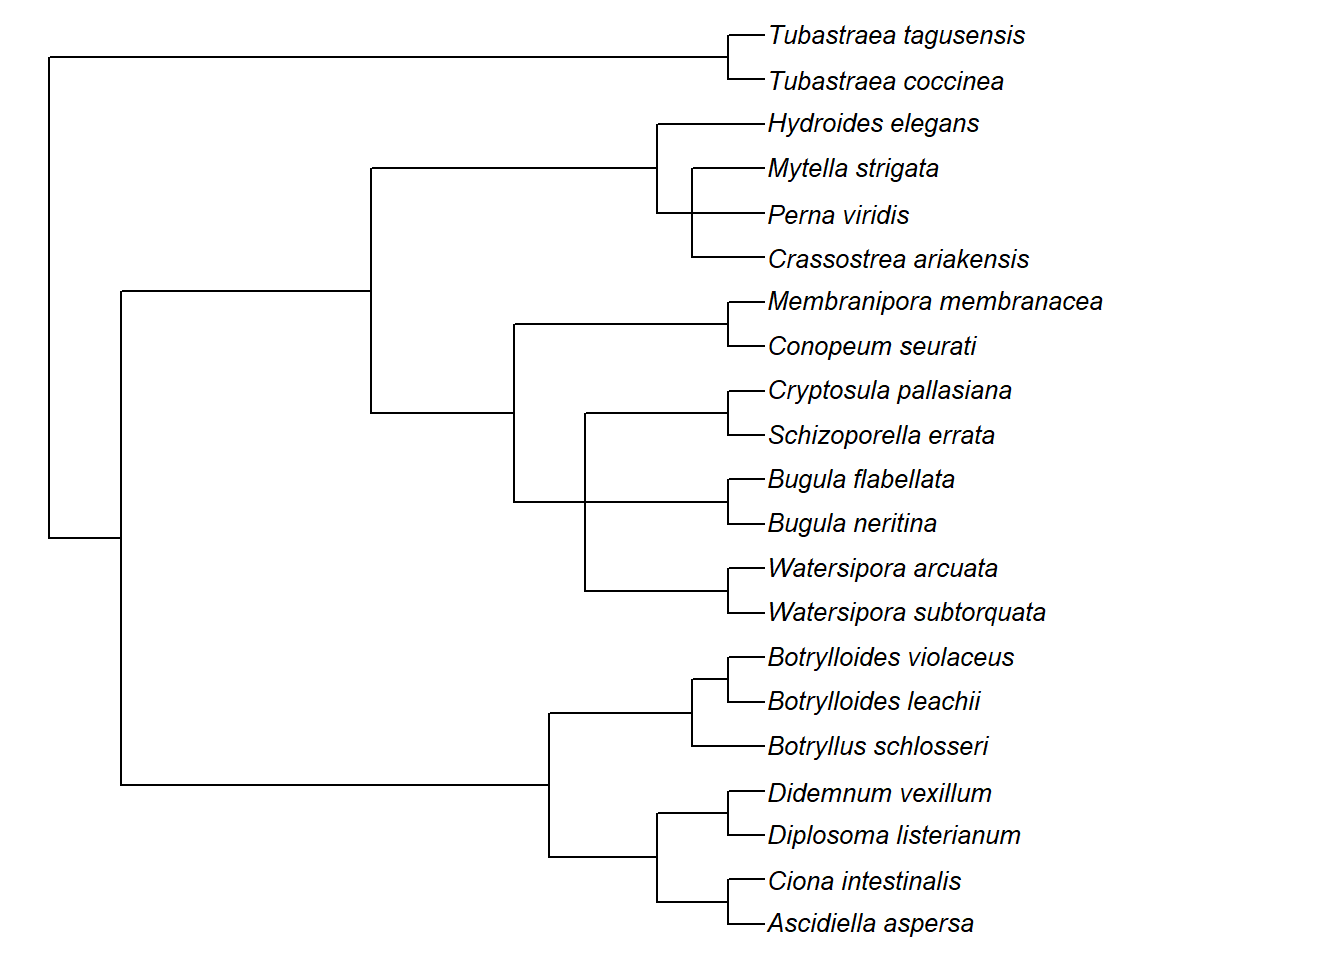 Tubastraea tagusensis
Tubastraea coccinea
Hydroides elegans
Mytella strigata
Perna viridis
Crassostrea ariakensis
Membranipora membranacea
Conopeum seurati
Cryptosula pallasiana
Schizoporella errata
Bugula flabellata
Bugula neritina
Watersipora arcuata
Watersipora subtorquata
Botrylloides violaceus
Botrylloides leachii
Botryllus schlosseri
Didemnum vexillum
Diplosoma listerianum
Ciona intestinalis
Ascidiella aspersa